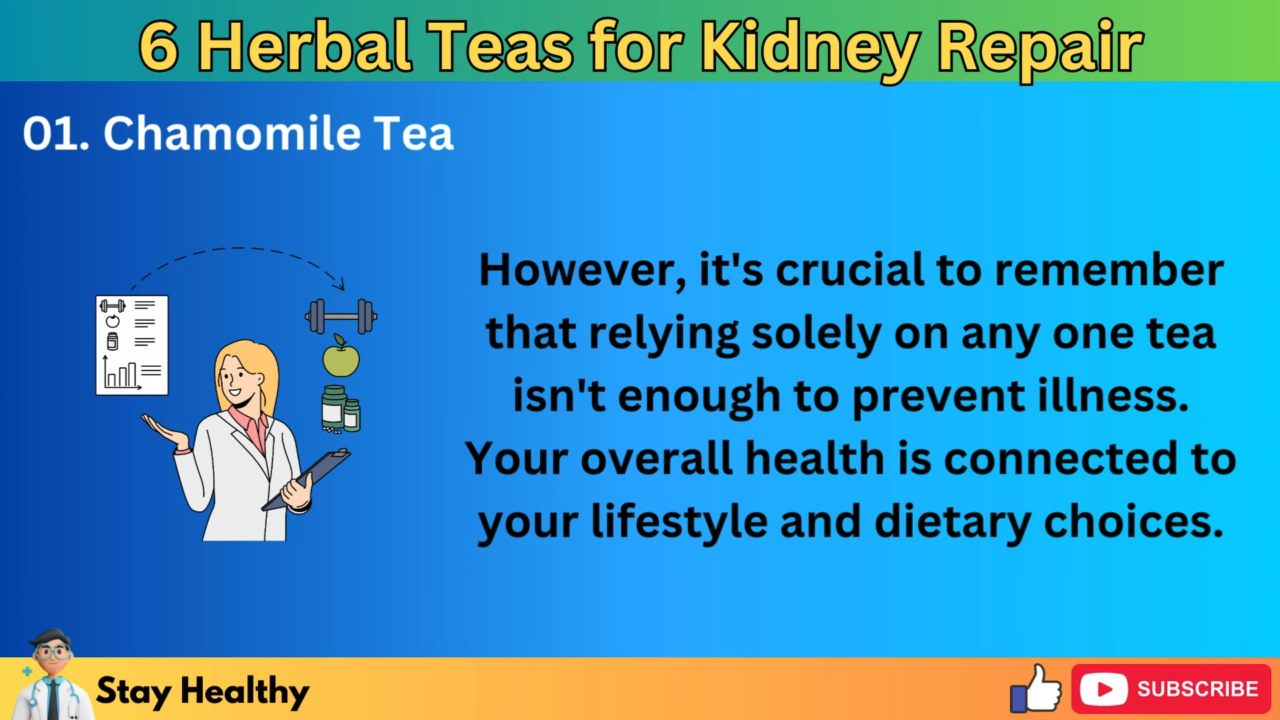 6 Herbal Teas for Kidney Repair
01. Chamomile Tea
However, it's crucial to remember
that relying solely on any one tea
isn't enough to prevent illness.
Your overall health is connected to
your lifestyle and dietary choices.
Stay Healthy
SUBSCRIBE